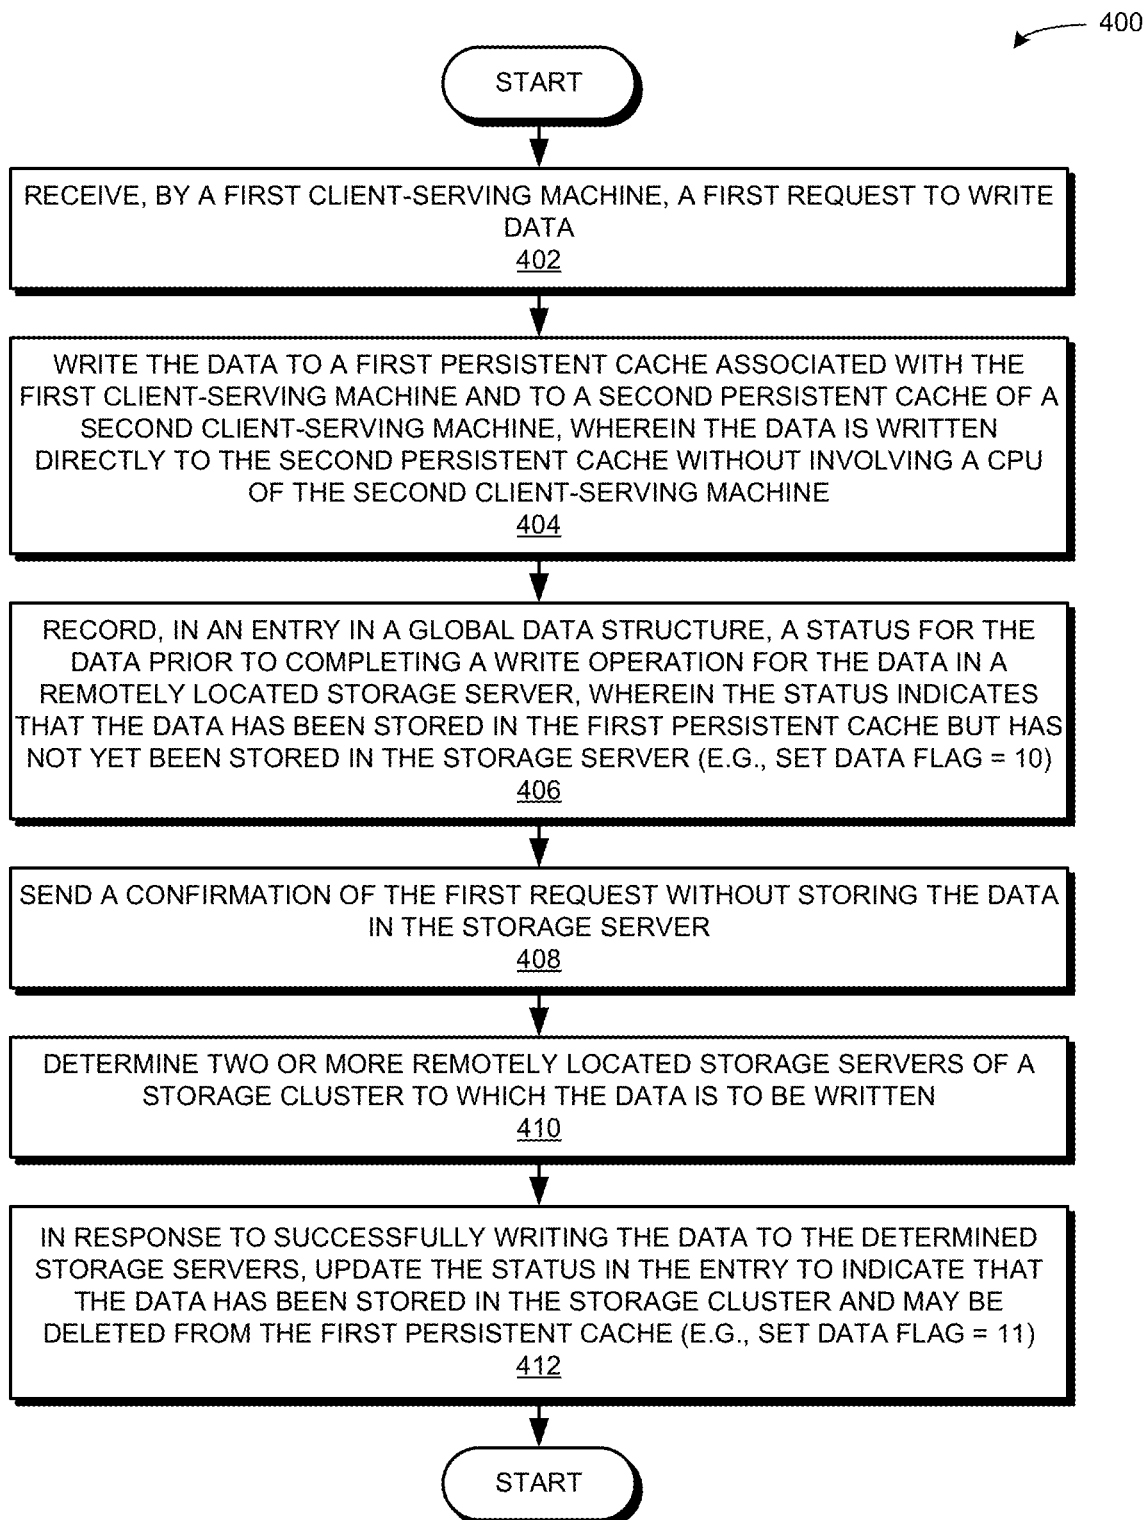 400
START
RECEIVE, BY A FIRST CLIENT-SERVING MACHINE, A FIRST REQUEST TO WRITE
DATA
402
WRITE THE DATA TO A FIRST PERSISTENT CACHE ASSOCIATED WITH THE
FIRST CLIENT-SERVING MACHINE AND TO A SECOND PERSISTENT CACHE OF A
SECOND CLIENT-SERVING MACHINE, WHEREIN THE DATA IS WRITTEN
DIRECTLY TO THE SECOND PERSISTENT CACHE WITHOUT INVOLVING A CPU
OF THE SECOND CLIENT-SERVING MACHINE
404
RECORD, IN AN ENTRY IN A GLOBAL DATA STRUCTURE, A STATUS FOR THE
DATA PRIOR TO COMPLETING A WRITE OPERATION FOR THE DATA IN A
REMOTELY LOCATED STORAGE SERVER, WHEREIN THE STATUS INDICATES
THAT THE DATA HAS BEEN STORED IN THE FIRST PERSISTENT CACHE BUT HAS
NOT YET BEEN STORED IN THE STORAGE SERVER (E.G., SET DATA FLAG = 10)
406
SEND A CONFIRMATION OF THE FIRST REQUEST WITHOUT STORING THE DATA
IN THE STORAGE SERVER
408
DETERMINE TWO OR MORE REMOTELY LOCATED STORAGE SERVERS OF A
STORAGE CLUSTER TO WHICH THE DATA IS TO BE WRITTEN
410
IN RESPONSE TO SUCCESSFULLY WRITING THE DATA TO THE DETERMINED
STORAGE SERVERS, UPDATE THE STATUS IN THE ENTRY TO INDICATE THAT
THE DATA HAS BEEN STORED IN THE STORAGE CLUSTER AND MAY BE
DELETED FROM THE FIRST PERSISTENT CACHE (E.G., SET DATA FLAG = 11)
412
START